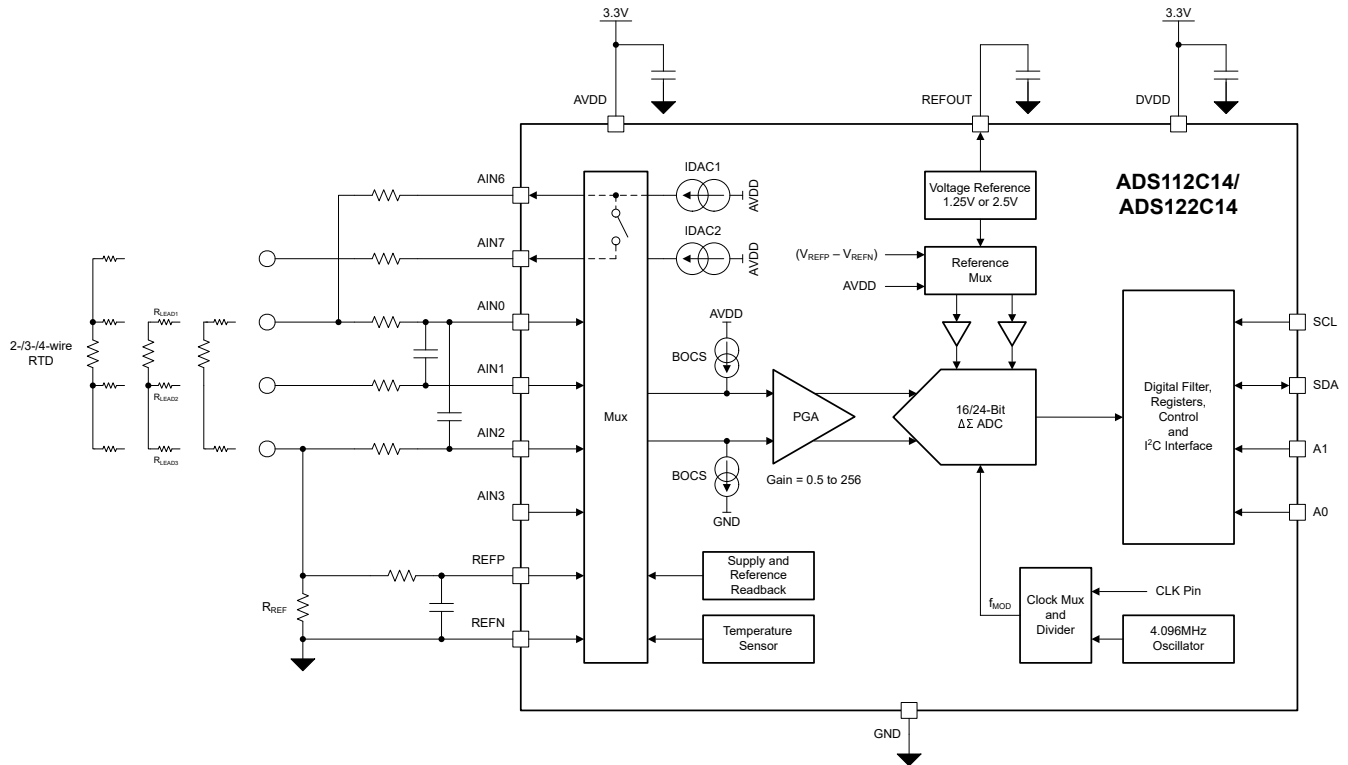 3.3V
3.3V
AVDD
REFOUT
DVDD
AIN6
IDAC1
AVDD
Voltage Reference
1.25V or 2.5V
ADS112C14/
ADS122C14
AIN7
IDAC2
AVDD
(VREFP – VREFN)
AVDD
Reference
Mux
RLEAD1
AIN0
AVDD
SCL
2-/3-/4-wire
RTD
BOCS
RLEAD2
AIN1
SDA
Mux
PGA
16/24-Bit
ΔΣ ADC
Digital Filter,
Registers,
Control
and
I2C Interface
RLEAD3
AIN2
A1
BOCS
Gain = 0.5 to 256
AIN3
GND
A0
REFP
Supply and
Reference
Readback
RREF
fMOD
Clock Mux
and
Divider
CLK Pin
REFN
Temperature
Sensor
4.096MHz
Oscillator
GND